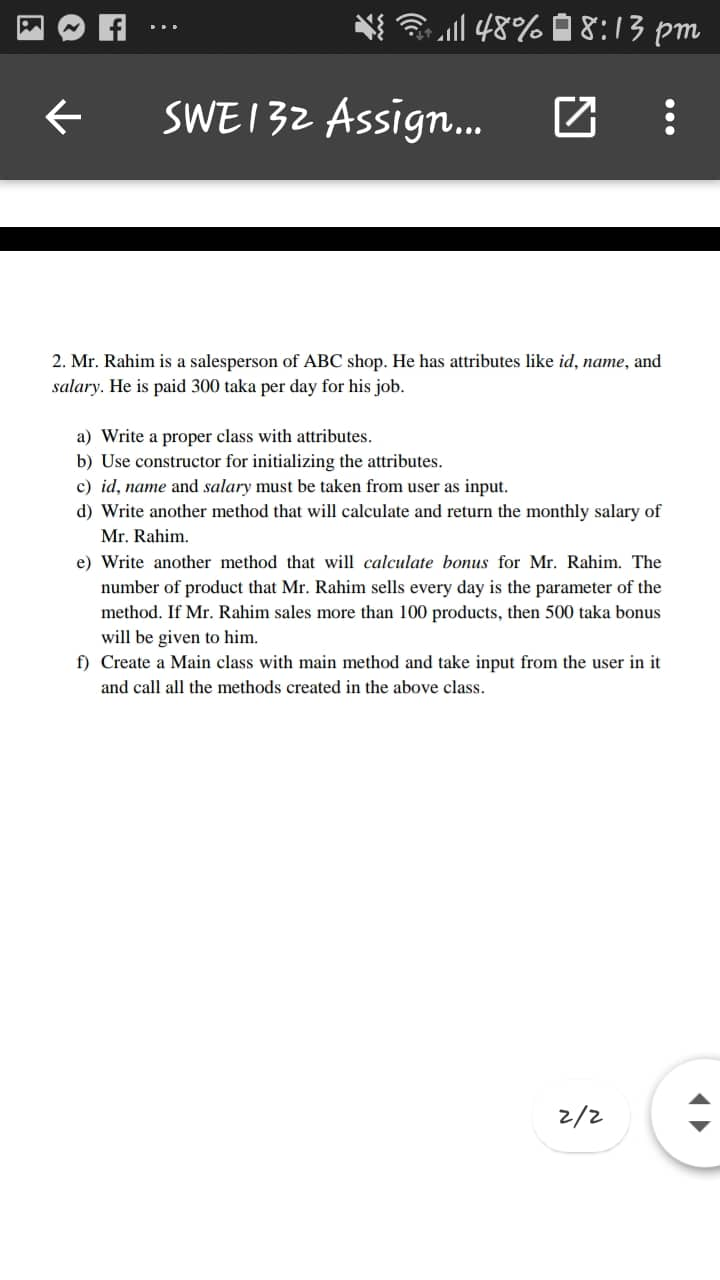 48% 8:13 pm
SWE132 Assign...
2. Mr. Rahim is a salesperson of ABC shop. He has attributes like id, name, and
salary. He is paid 300 taka per day for his job.
a) Write a proper class with attributes.
b) Use constructor for initializing the attributes.
c) id, name and salary must be taken from user as input.
d) Write another method that will calculate and return the monthly salary of
Mr. Rahim.
e) Write another method that will calculate bonus for Mr. Rahim. The
number of product that Mr. Rahim sells every day is the parameter of the
method. If Mr. Rahim sales more than 100 products, then 500 taka bonus
will be given to him.
f) Create a Main class with main method and take input from the user in it
and call all the methods created in the above class.
2/2